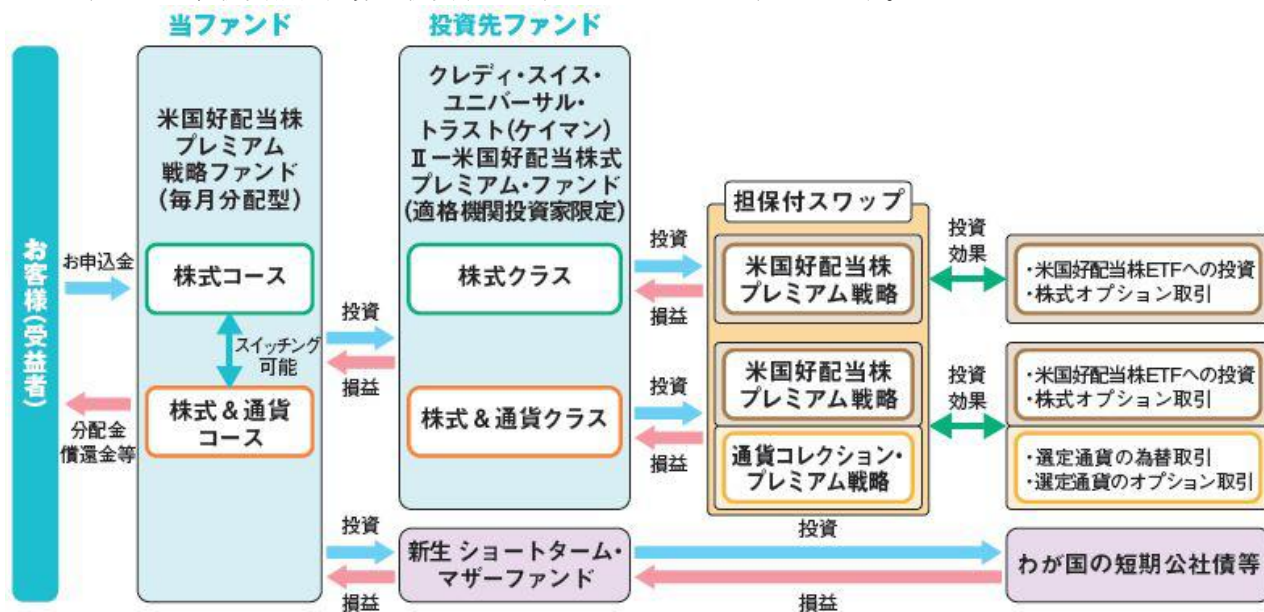 当ファンド
投資先ファンド
お客様(受益者)
お申込金
分配金
償還金等
米国好配当株
プレミアム
戦略ファンド
(毎月分配型)
株式コース
スイッチング
可能
株式&通貨
コース
投資
損益
投資
損益
クレディ・スイス・
ユニバーサル・
トラスト(ケイマン)
Ⅱー米国好配当株式
プレミアム・ファンド
(適格機関投資家限定)
株式クラス
株式&通貨クラス
新生 ショートターム・
マザーファンド
投資
損益
投資
損益
担保付スワップ
米国好配当株
プレミアム戦略
米国好配当株
プレミアム戦略
通貨コレクション・
プレミアム戦略
投資
効果
投資
効果
・米国好配当株ETFへの投資
・株式オプション取引
・米国好配当株ETFへの投資
・株式オプション取引
・選定通貨の為替取引
・選定通貨のオプション取引
投資
損益
わが国の短期公社債等